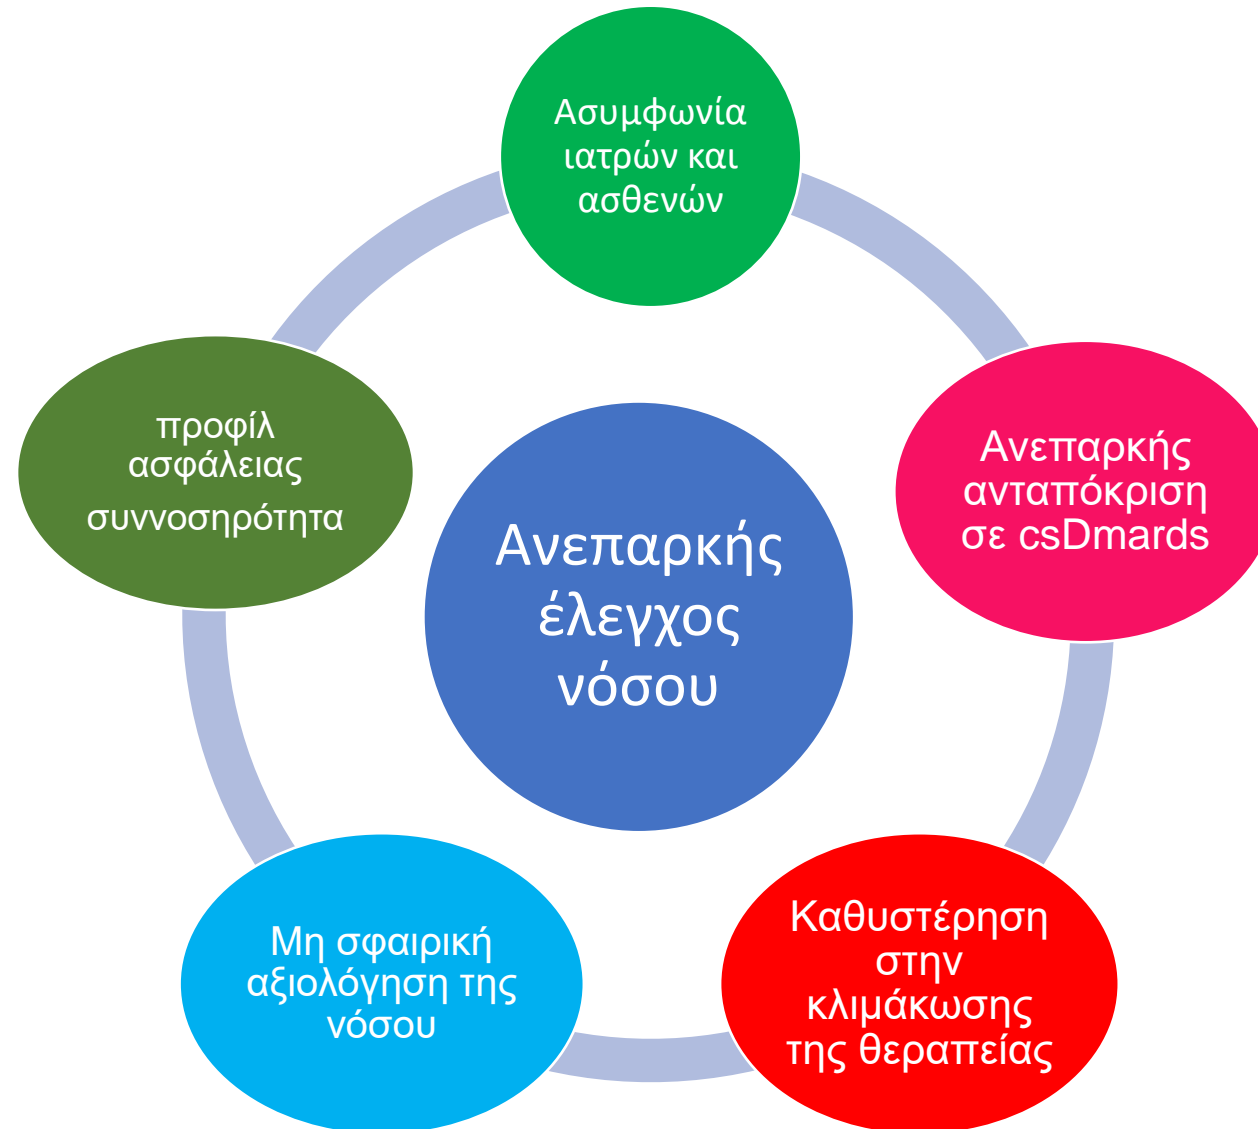 Ασυμφωνία
ιατρών και
ασθενών
Ανεπαρκής
ανταπόκριση
σε csDmards
Καθυστέρηση
στην
κλιμάκωσης
της θεραπείας
Μη σφαιρική
αξιολόγηση της
νόσου
προφίλ
ασφάλειας
συννοσηρότητα
Ανεπαρκής
έλεγχος
νόσου